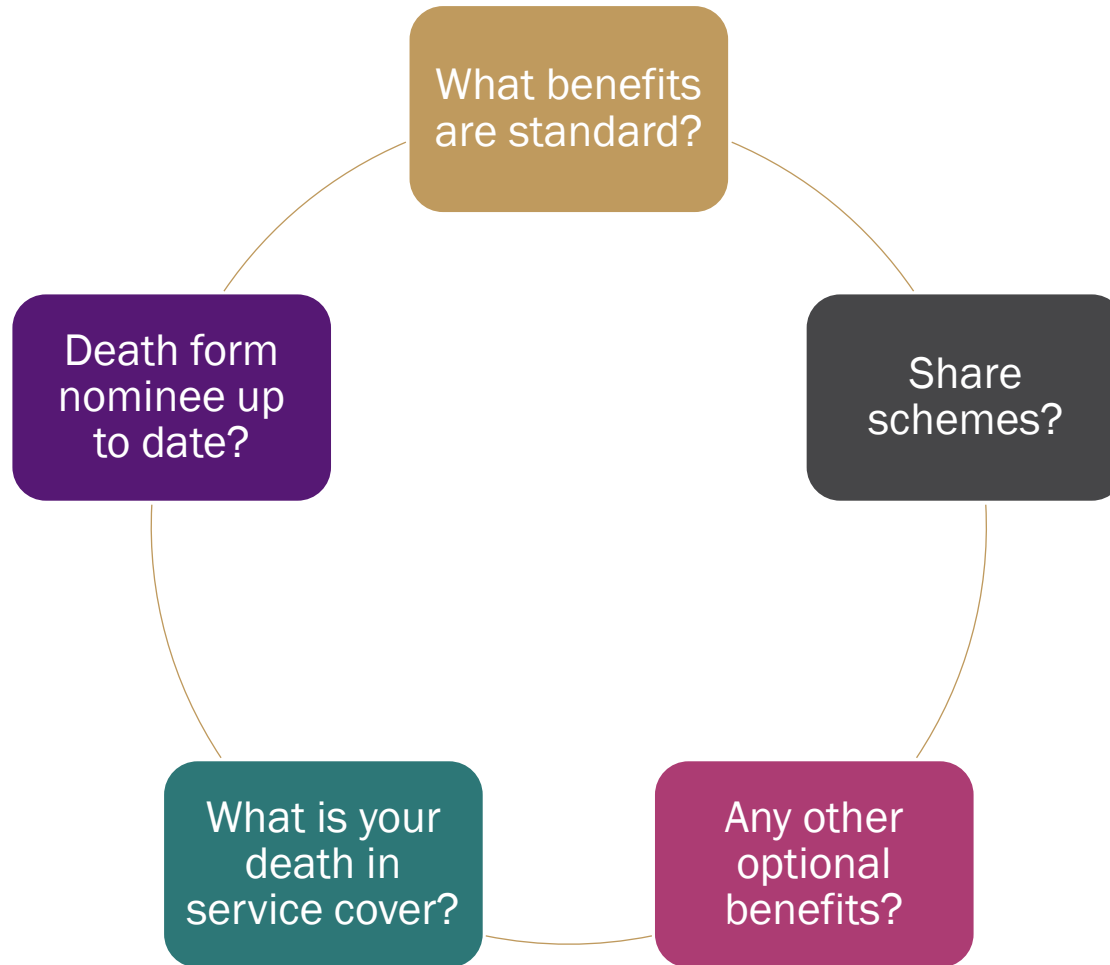 What benefits
are standard?
Share
schemes?
Any other
optional
benefits?
What is your
death in
service cover?
Death form
nominee up
to date?